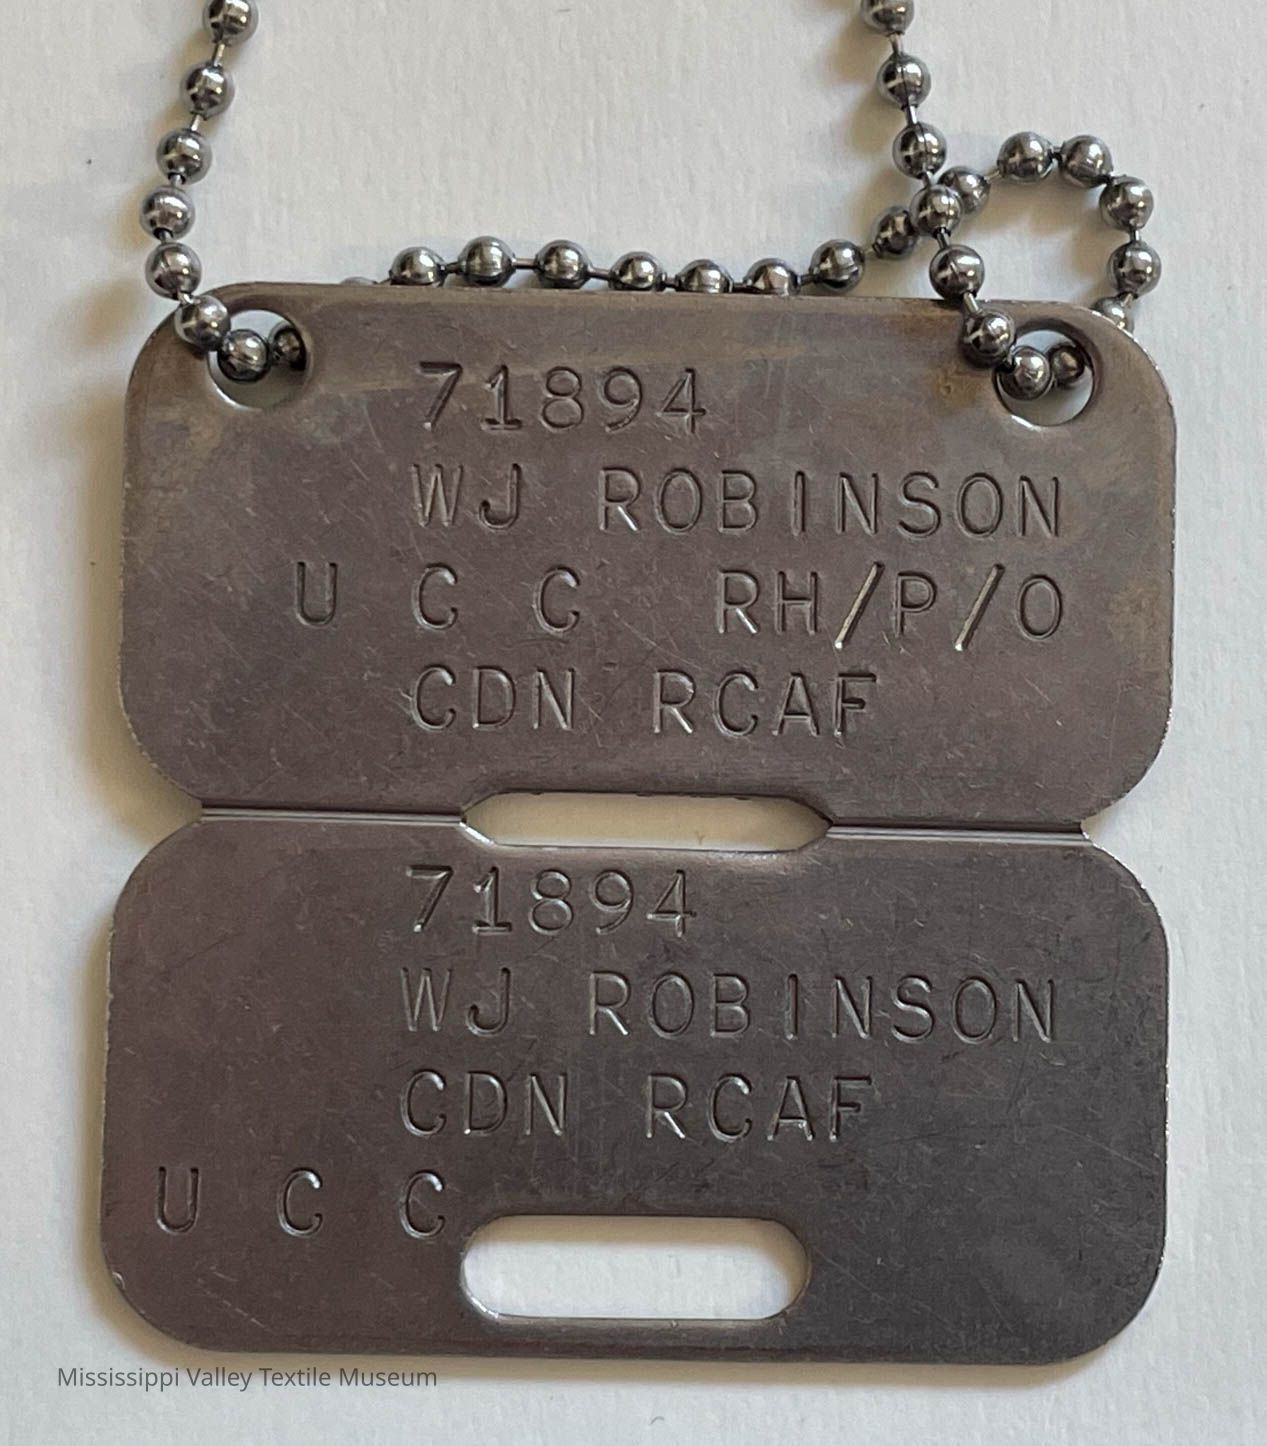 71894
WJ ROBINSON
U C C RH/P/O
CDN RCAF
71894
WJ ROBINSON
CDN RCAF
U C C
Mississippi Valley Textile Museum